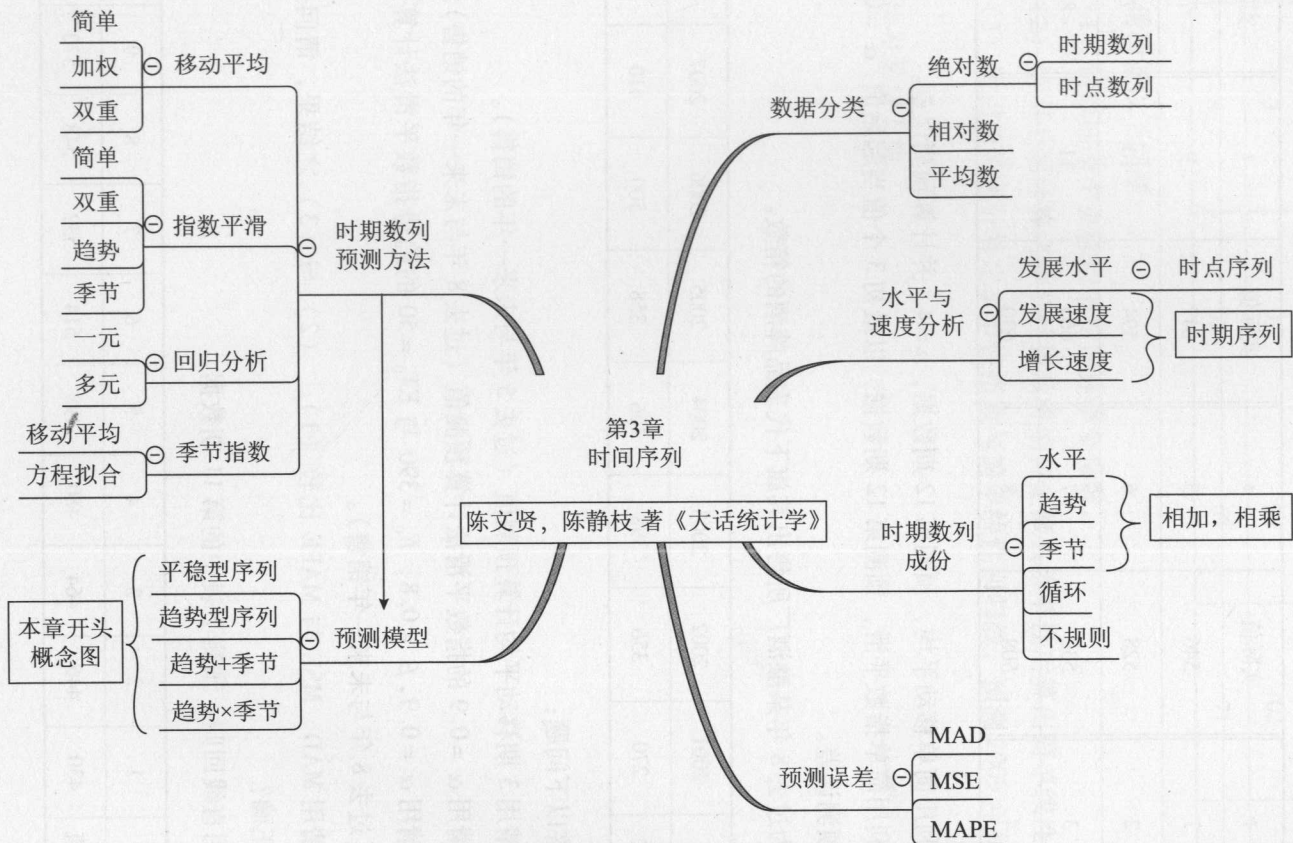 第3章
时间序列
陈文贤，陈静枝 著《大话统计学》
数据分类
绝对数
时期数列
时点数列
相对数
平均数
水平与
速度分析
发展水平
时点序列
发展速度
增长速度
时期序列
时期数列
成份
水平
趋势
季节
循环
不规则
相加，相乘
预测误差
MAD
MSE
MAPE
时期数列
预测方法
移动平均
简单
加权
双重
指数平滑
简单
双重
趋势
季节
回归分析
一元
多元
季节指数
移动平均
方程拟合
预测模型
平稳型序列
趋势型序列
趋势+季节
趋势×季节
本章开头
概念图